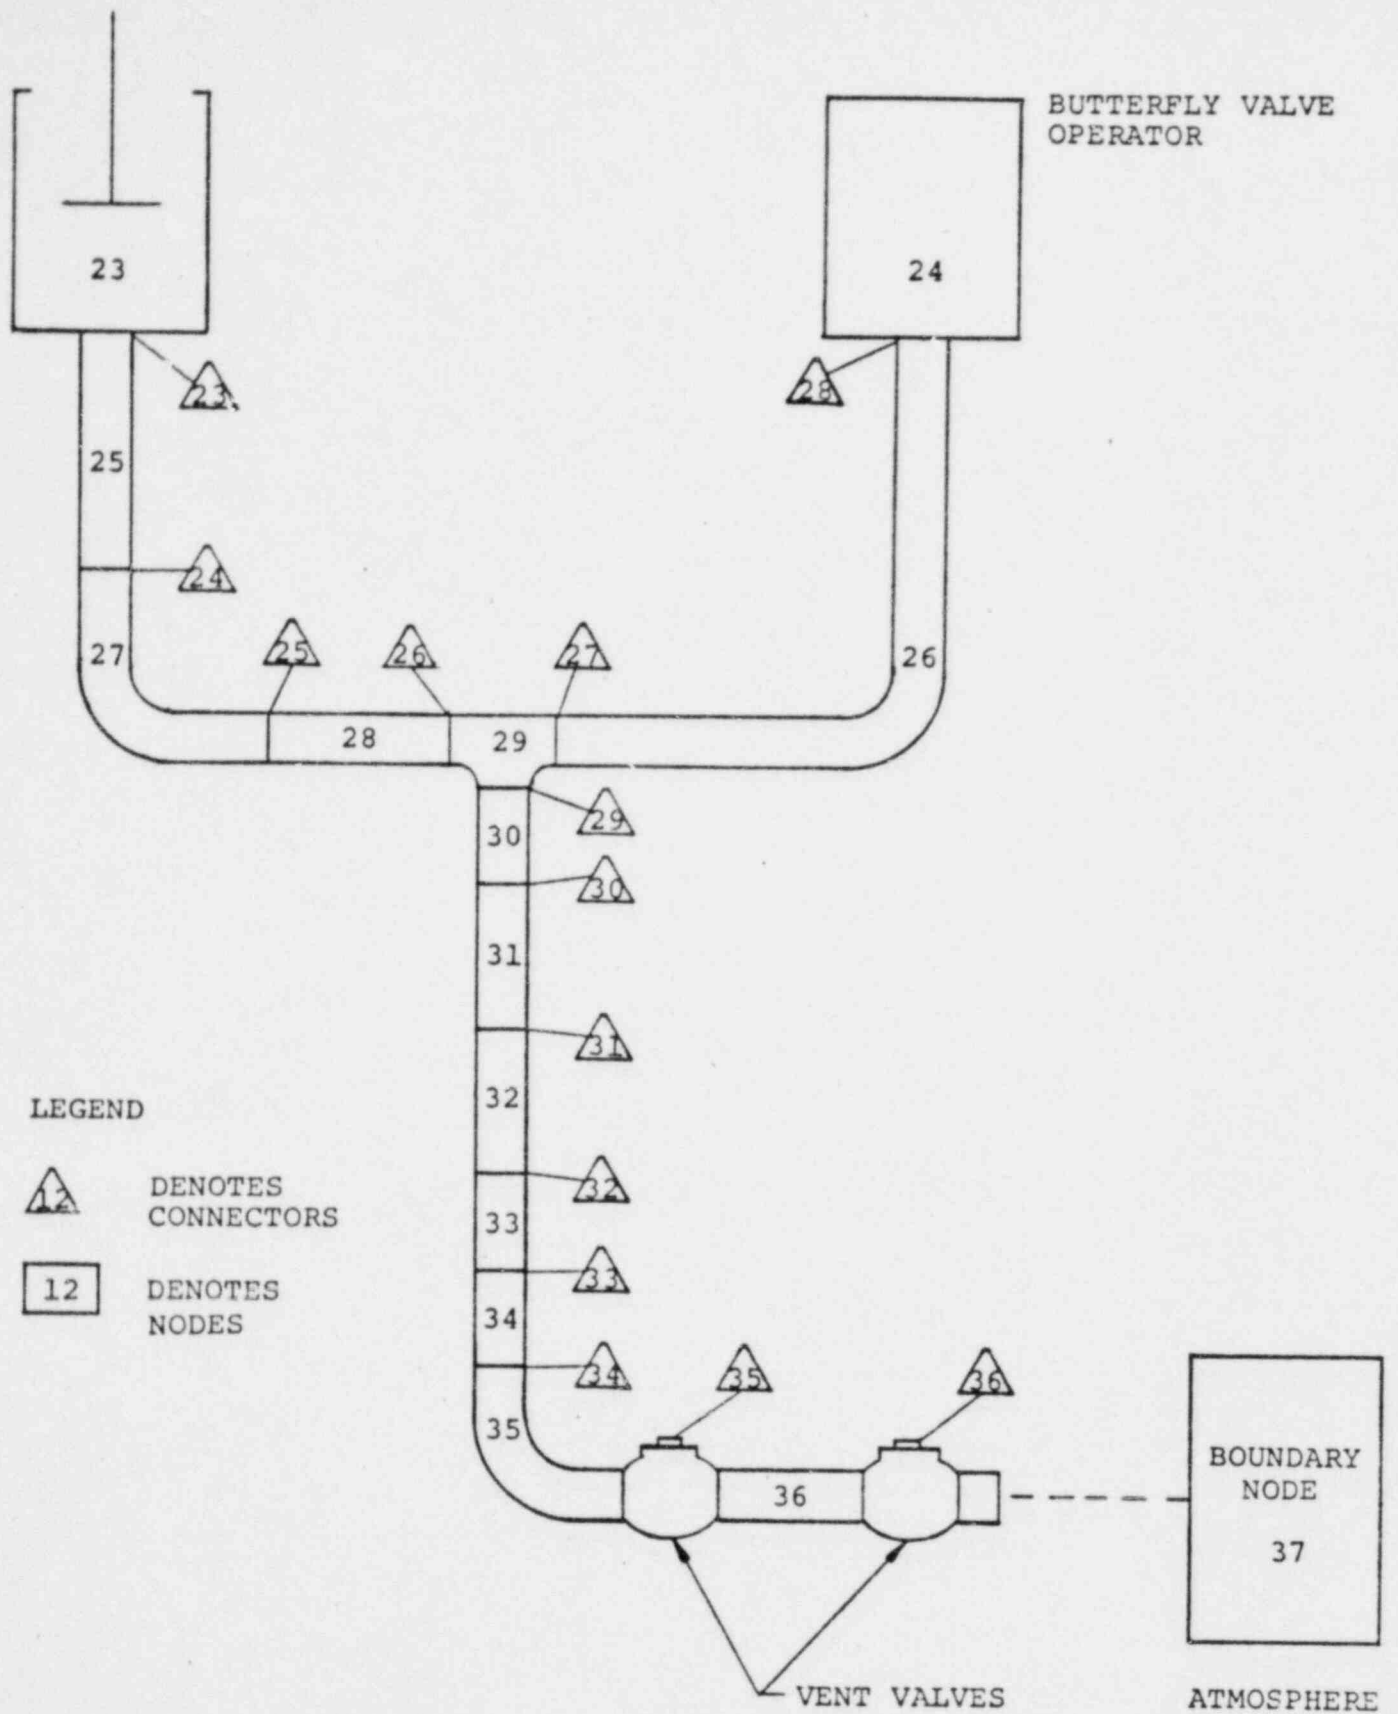 BUTTERFLY VALVE
OPERATOR
23
24
23
28
25
24
27
25
26
27
26
28
29
30
29
30
31
31
32
32
33
33
34
34
35
35
36
36
LEGEND
12 DENOTES
CONNECTORS
12 DENOTES
NODES
BOUNDARY
NODE
37
VENT VALVES
ATMOSPHERE